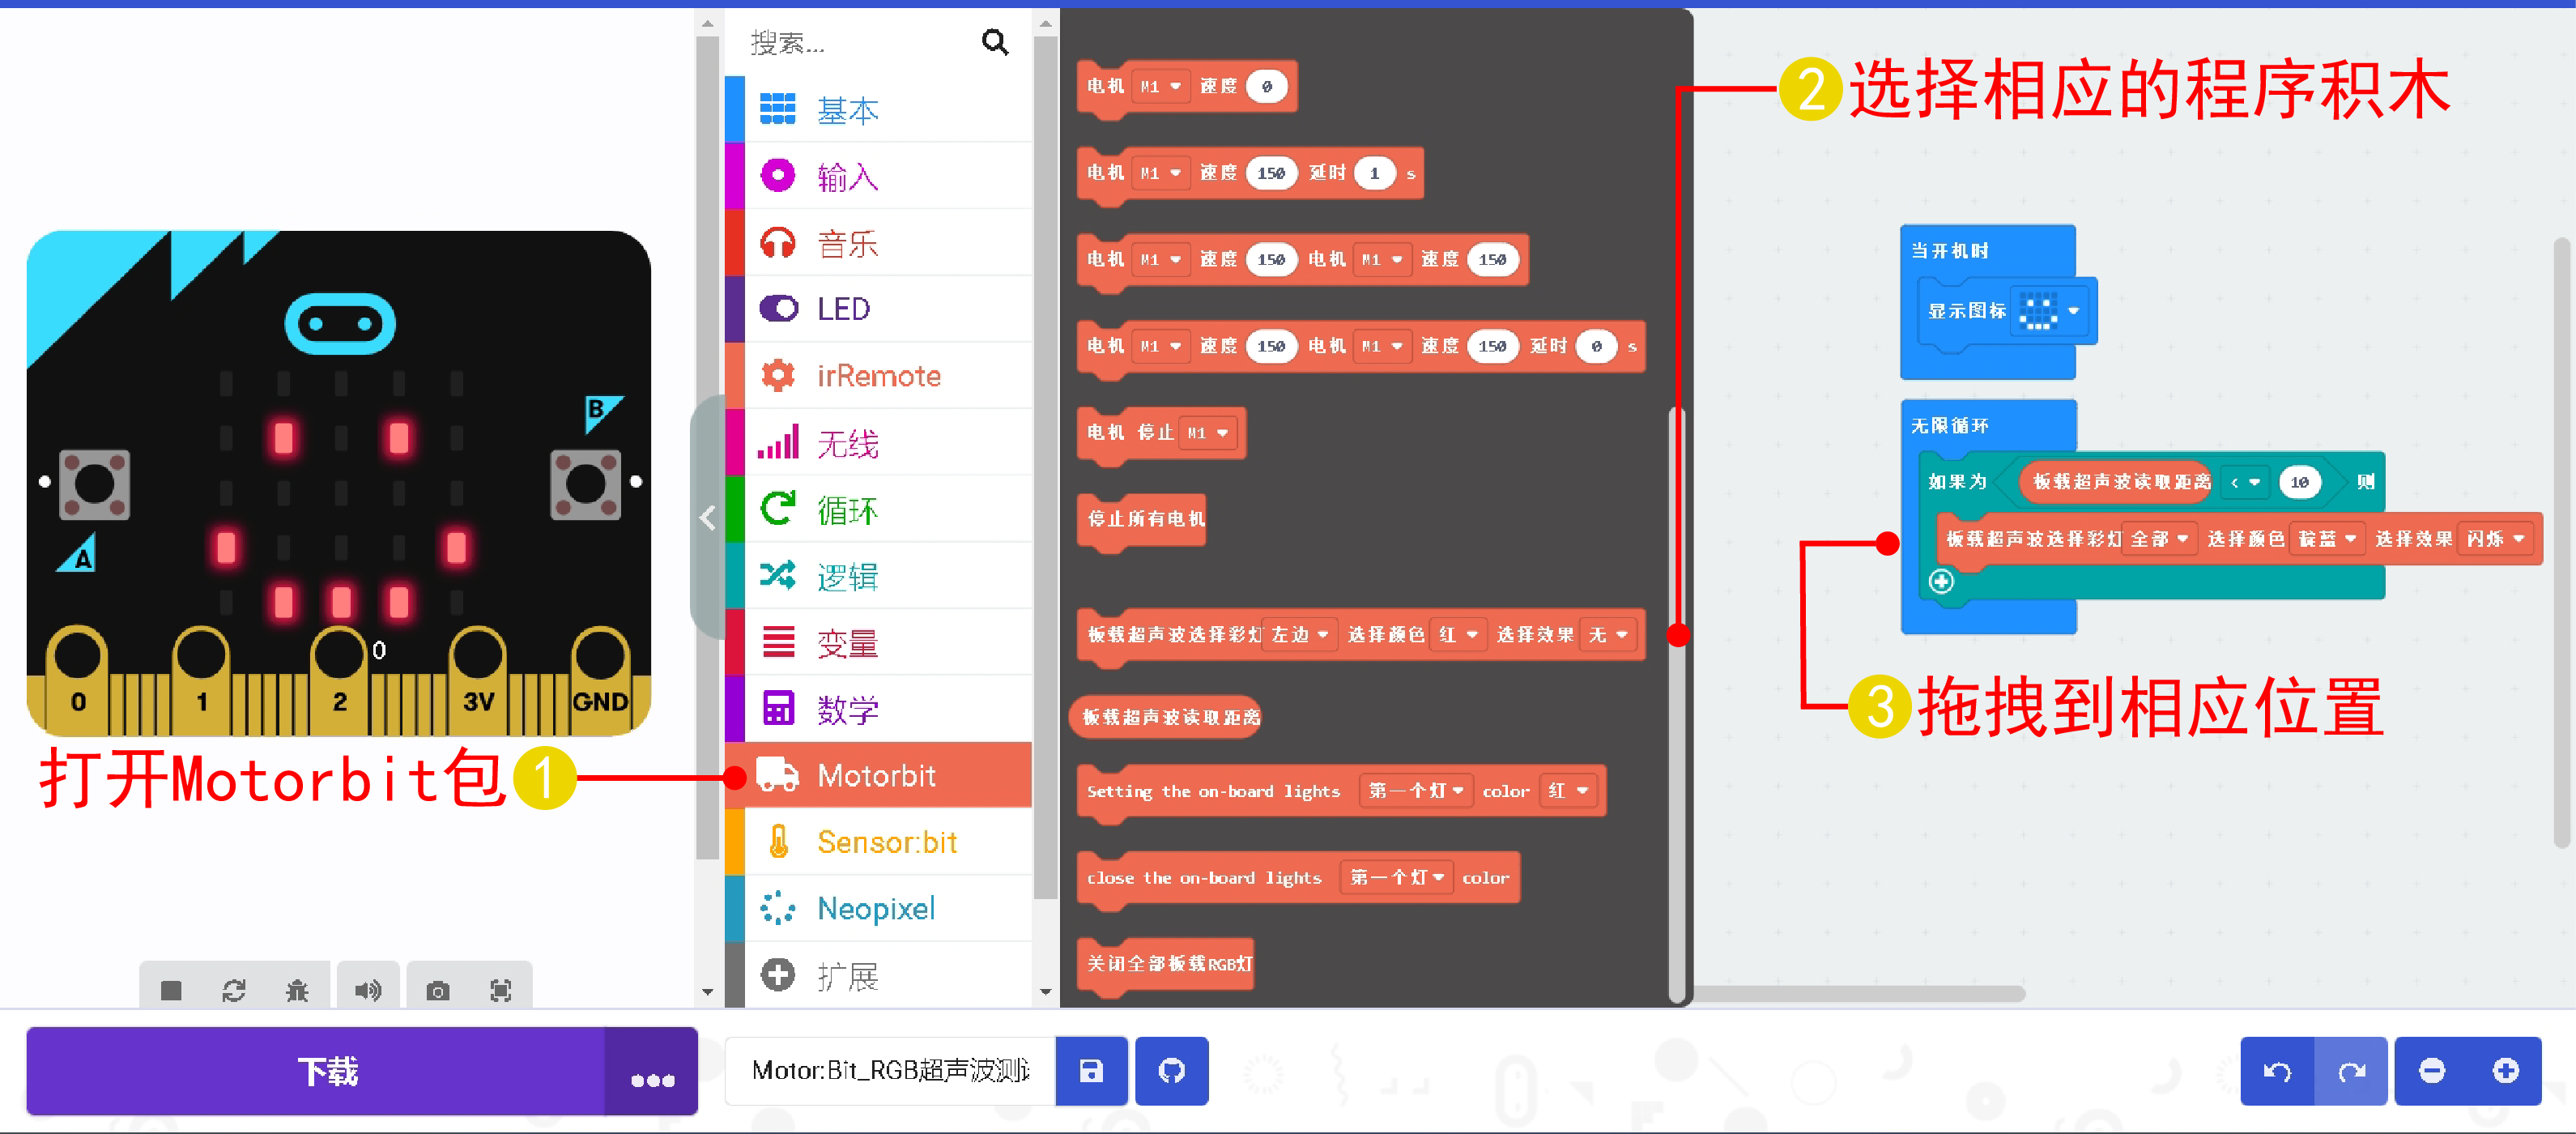 搜索...
基本
输入
音乐
LED
irRemote
无线
循环
逻辑
变量
数学
Motorbit
Sensor:bit
Neopixel
扩展
B
A
0
0 1 2 3V GND
打开Motorbit包 1
电机 M1 速度 0
电机 M1 速度 150 延时 1 s
电机 M1 速度 150 电机 M1 速度 150
电机 M1 速度 150 电机 M1 速度 150 延时 0 s
电机 停止 M1
停止所有电机
板载超声波选择彩灯 左边 选择颜色 红 选择效果 无
板载超声波读取距离
Setting the on-board lights 第一个灯 color 红
close the on-board lights 第一个灯 color
关闭全部板载RGB灯
2 选择相应的程序积木
当开机时
显示图标
无限循环
如果为 板载超声波读取距离 < 10 则
板载超声波选择彩灯 全部 选择颜色 靛蓝 选择效果 闪烁
3 拖拽到相应位置
下载
Motor:Bit_RGB超声波测